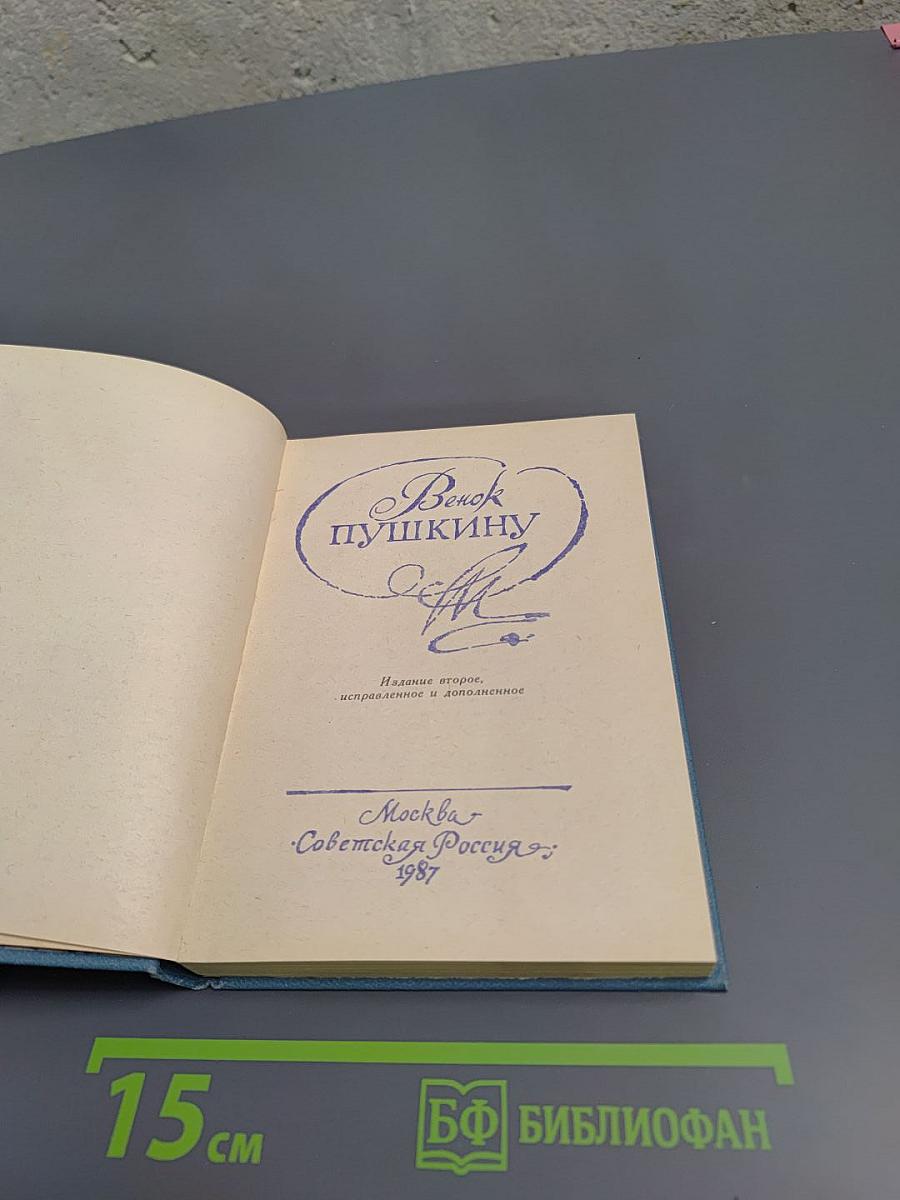 Венок
ПУШКИНУ
Издание второе,
исправленное и дополненное
Москва
·Советская Россия·
1987
15 см
БФ БИБЛИОФАН